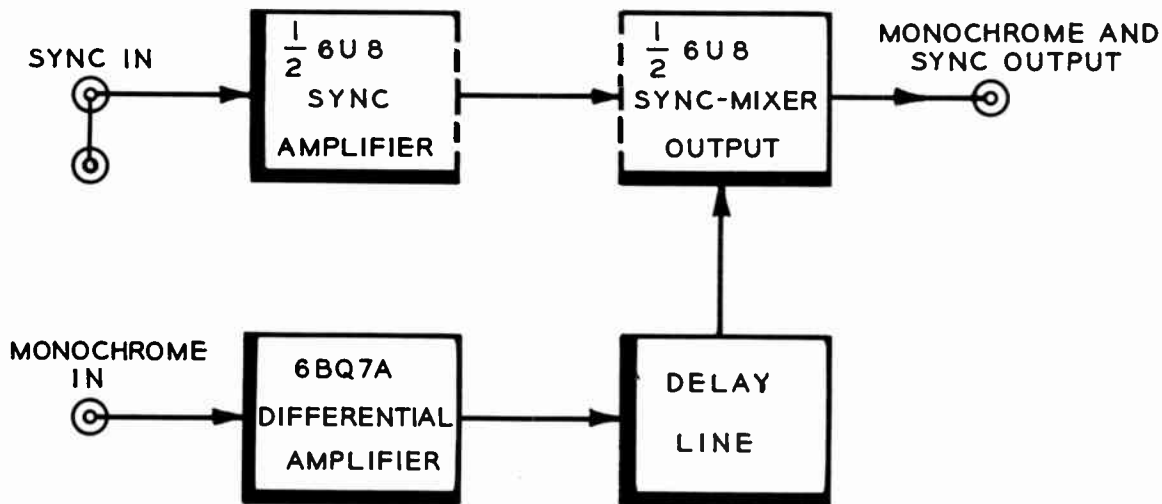 SYNC IN
1/2 6U8
SYNC
AMPLIFIER
1/2 6U8
SYNC-MIXER
OUTPUT
MONOCHROME AND
SYNC OUTPUT
MONOCHROME
IN
6BQ7A
DIFFERENTIAL
AMPLIFIER
DELAY
LINE